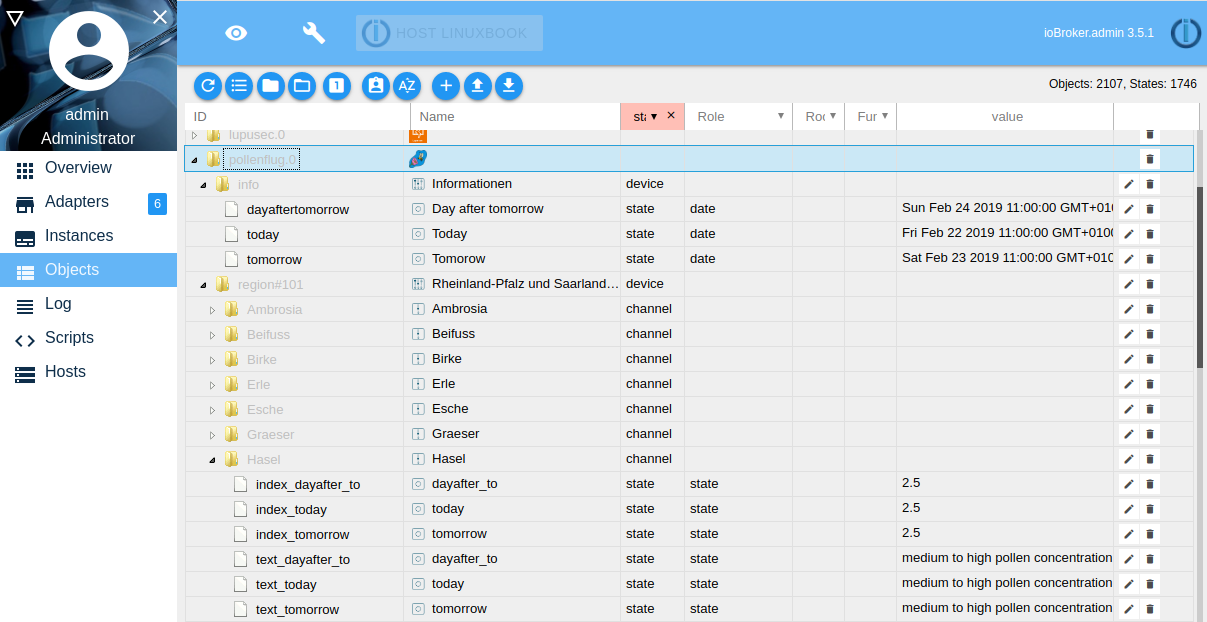 HOST LINUXBOOK
ioBroker.admin 3.5.1
admin
Administrator
Overview
Adapters 6
Instances
Objects
Log
Scripts
Hosts
Objects: 2107, States: 1746
ID Name Role value
lupusec.0
pollenflug.0
info Informationen device
dayaftertomorrow Day after tomorrow state date Sun Feb 24 2019 11:00:00 GMT+010
today Today state date Fri Feb 22 2019 11:00:00 GMT+0100
tomorrow Tomorow state date Sat Feb 23 2019 11:00:00 GMT+010
region#101 Rheinland-Pfalz und Saarland… device
Ambrosia Ambrosia channel
Beifuss Beifuss channel
Birke Birke channel
Erle Erle channel
Esche Esche channel
Graeser Graeser channel
Hasel Hasel channel
index_dayafter_to dayafter_to state state 2.5
index_today today state state 2.5
index_tomorrow tomorrow state state 2.5
text_dayafter_to dayafter_to state state medium to high pollen concentration
text_today today state state medium to high pollen concentration
text_tomorrow tomorrow state state medium to high pollen concentration